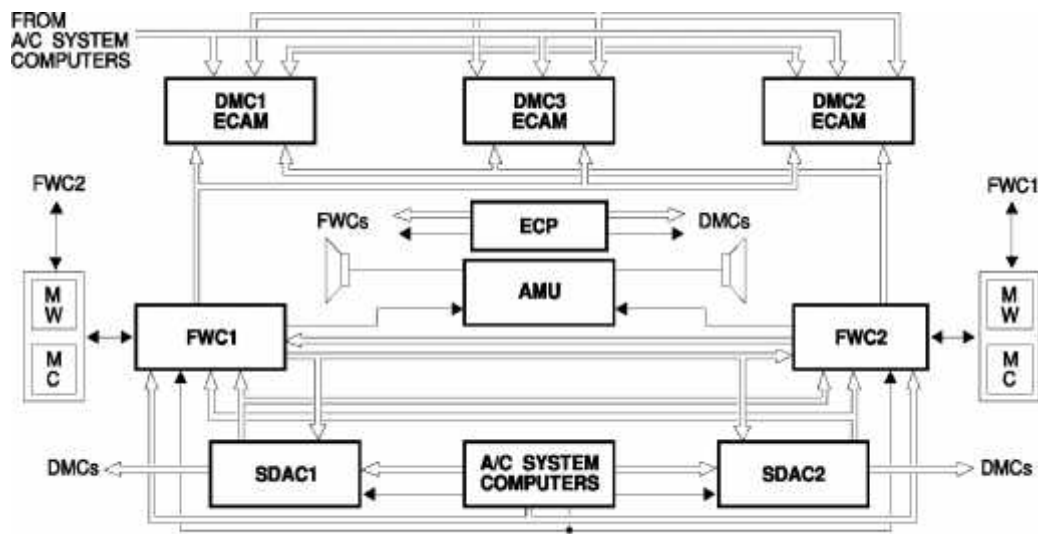 FROM
A/C SYSTEM
COMPUTERS
DMC1
ECAM
DMC3
ECAM
DMC2
ECAM
FWC2
FWC1
FWCs
ECP
DMCs
AMU
M
W
M
C
FWC1
FWC2
M
W
M
C
DMCs
SDAC1
A/C SYSTEM
COMPUTERS
SDAC2
DMCs